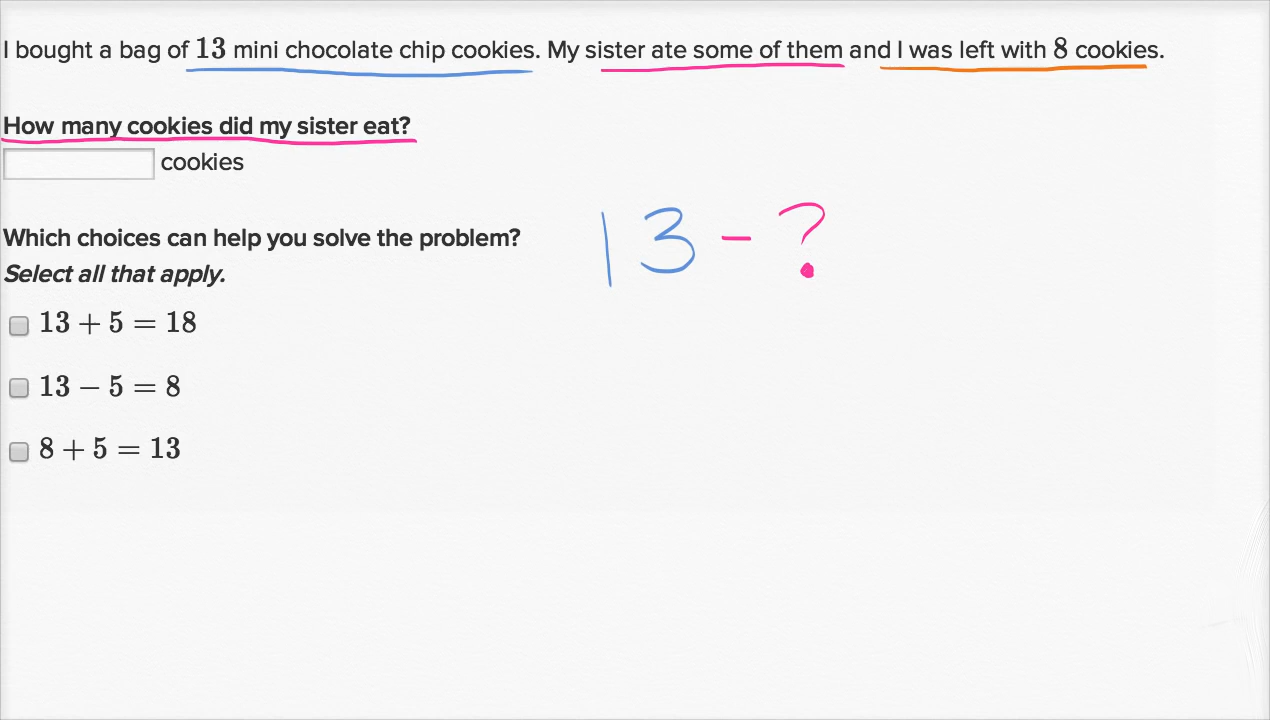 I bought a bag of 13 mini chocolate chip cookies. My sister ate some of them and I was left with 8 cookies.
How many cookies did my sister eat?
cookies
13 - ?
Which choices can help you solve the problem?
Select all that apply.
13 + 5 = 18
13 − 5 = 8
8 + 5 = 13